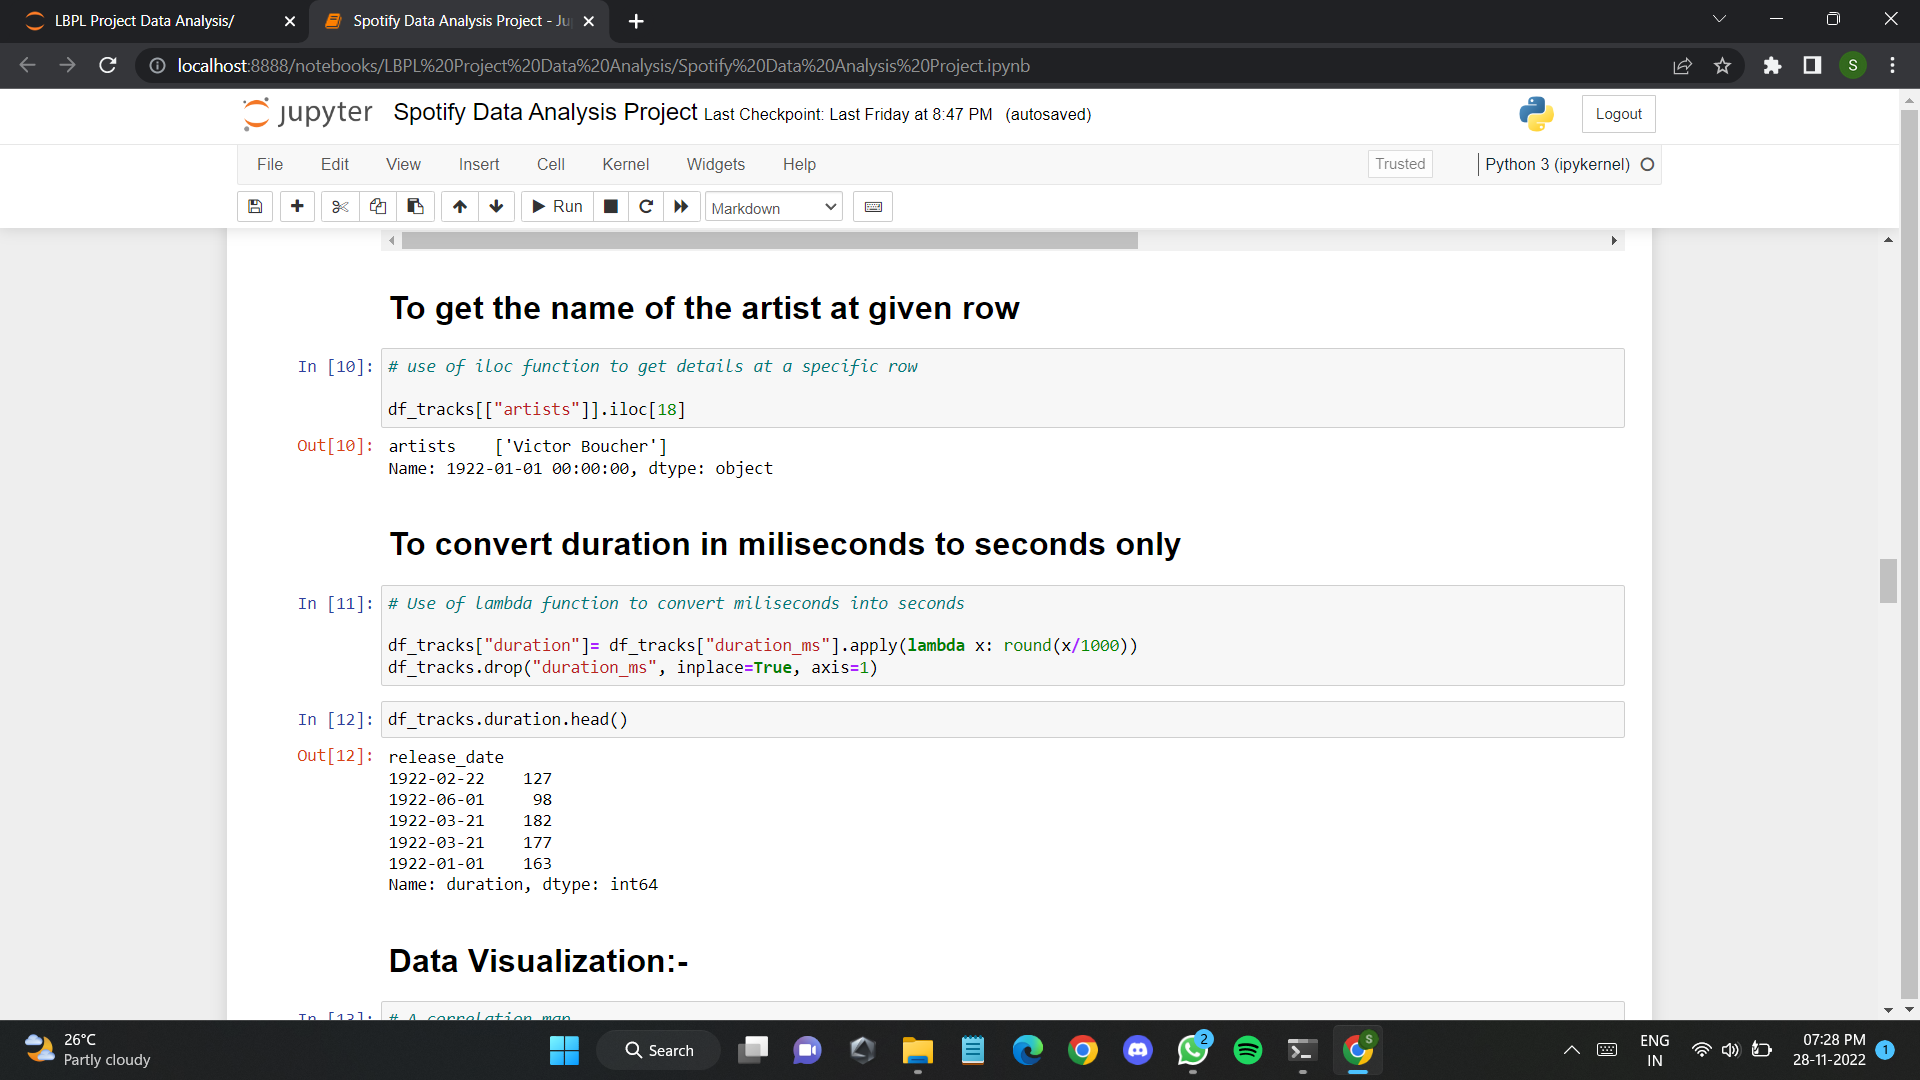 LBPL Project Data Analysis/
Spotify Data Analysis Project - Ju
localhost:8888/notebooks/LBPL%20Project%20Data%20Analysis/Spotify%20Data%20Analysis%20Project.ipynb
S
jupyter Spotify Data Analysis Project Last Checkpoint: Last Friday at 8:47 PM (autosaved)
Logout
File Edit View Insert Cell Kernel Widgets Help
Trusted
Python 3 (ipykernel)
Run
Markdown
To get the name of the artist at given row
In [10]: # use of iloc function to get details at a specific row
df_tracks[["artists"]].iloc[18]
Out[10]: artists ['Victor Boucher']
Name: 1922-01-01 00:00:00, dtype: object
To convert duration in miliseconds to seconds only
In [11]: # Use of lambda function to convert miliseconds into seconds
df_tracks["duration"]= df_tracks["duration_ms"].apply(lambda x: round(x/1000))
df_tracks.drop("duration_ms", inplace=True, axis=1)
In [12]: df_tracks.duration.head()
Out[12]: release_date
1922-02-22 127
1922-06-01 98
1922-03-21 182
1922-03-21 177
1922-01-01 163
Name: duration, dtype: int64
Data Visualization:-
In [13]: # A correlation map
26°C
Partly cloudy
Search
2
S
ENG
IN
07:28 PM
28-11-2022
1